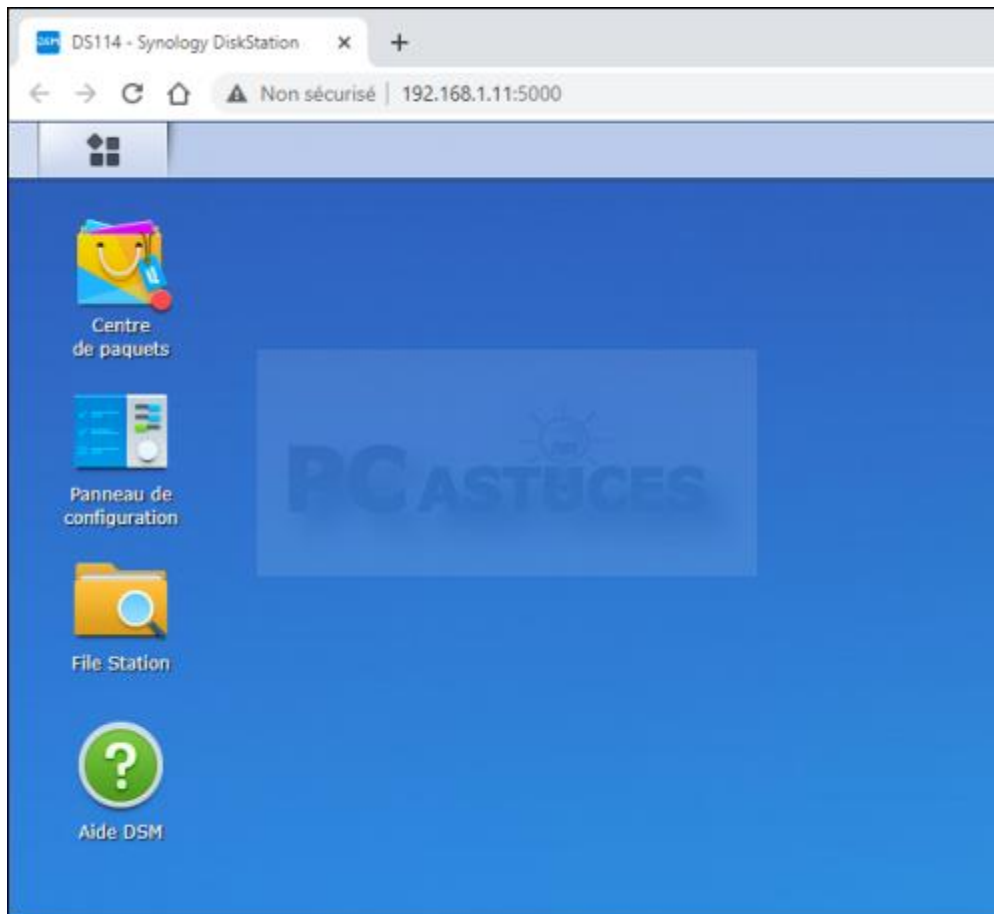 DSM DS114 - Synology DiskStation
Non sécurisé 192.168.1.11:5000
Centre
de paquets
PC ASTUCES
Panneau de
configuration
File Station
?
Aide DSM